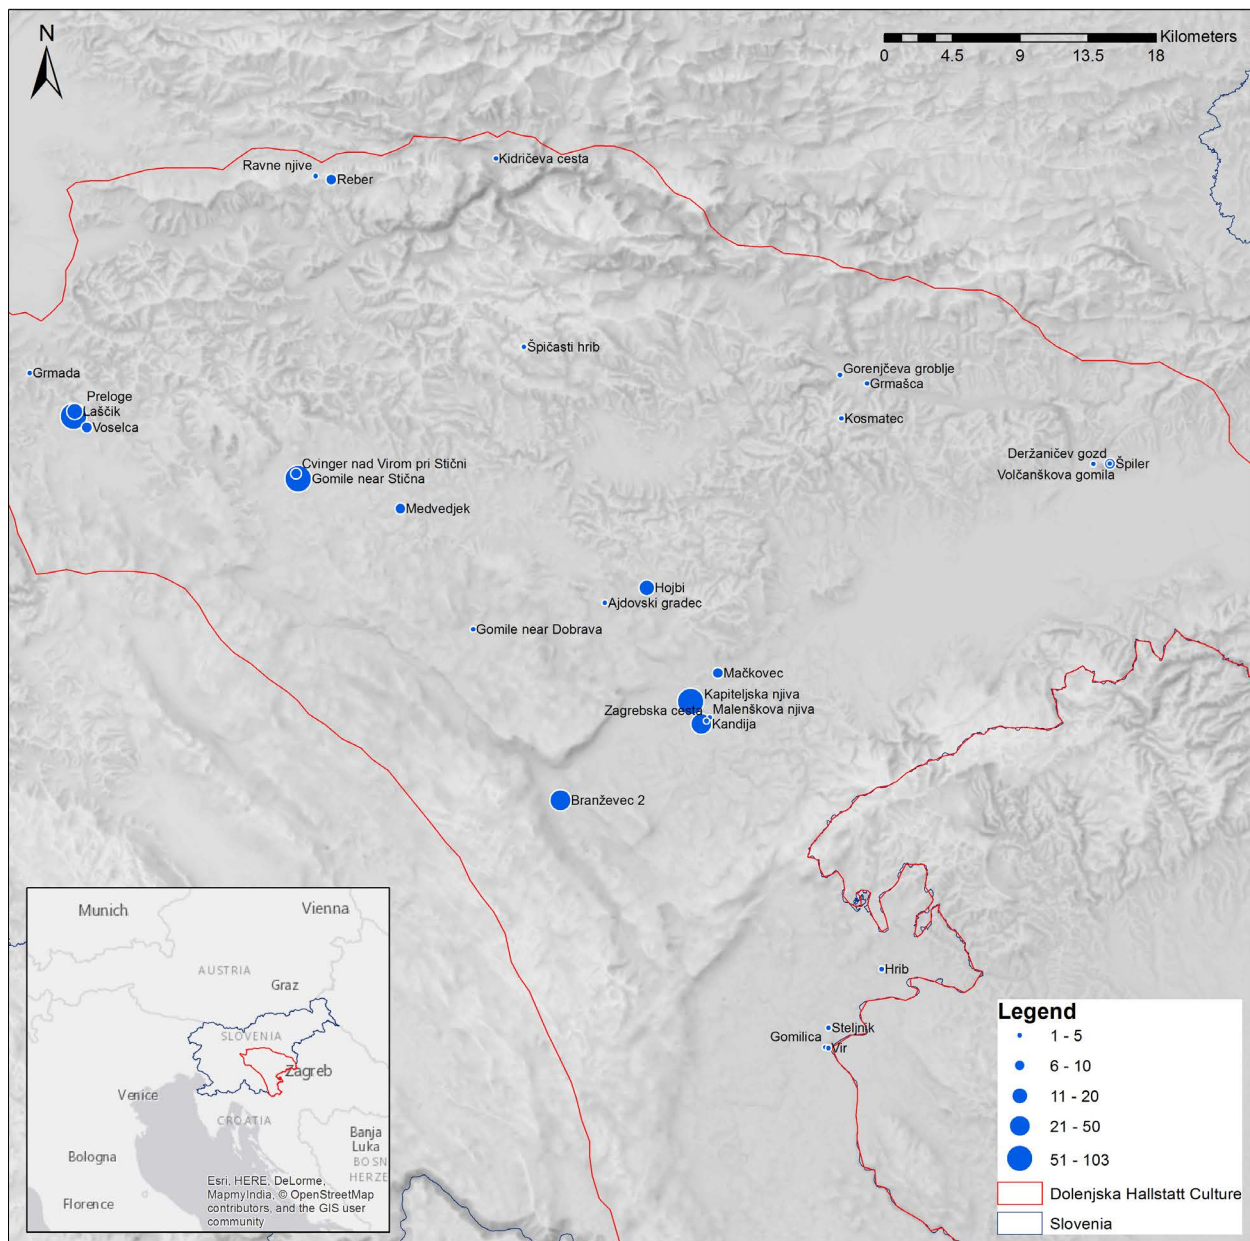 N
Kilometers
0 4.5 9 13.5 18
Kidričeva cesta
Ravne njive
Reber
Špičasti hrib
Grmada
Gorenjčeva groblje
Grmašca
Preloge
Laščik
Voselca
Kosmatec
Deržaničev gozd
Cvinger nad Virom pri Stični
Špiler
Volčanškova gomila
Gomile near Stična
Medvedjek
Hojbi
Ajdovski gradec
Gomile near Dobrava
Mačkovec
Kapiteljska njiva
Zagrebska cesta
Malenškova njiva
Kandija
Branževec 2
Hrib
Steljnik
Gomilica
Vir
Munich
Vienna
AUSTRIA
Graz
SLOVENIA
Zagreb
Venice
CROATIA
Banja
Luka
BOSN
HERZE
Bologna
Florence
Esri, HERE, DeLorme,
MapmyIndia, © OpenStreetMap
contributors, and the GIS user
community
Legend
1 - 5
6 - 10
11 - 20
21 - 50
51 - 103
Dolenjska Hallstatt Culture
Slovenia